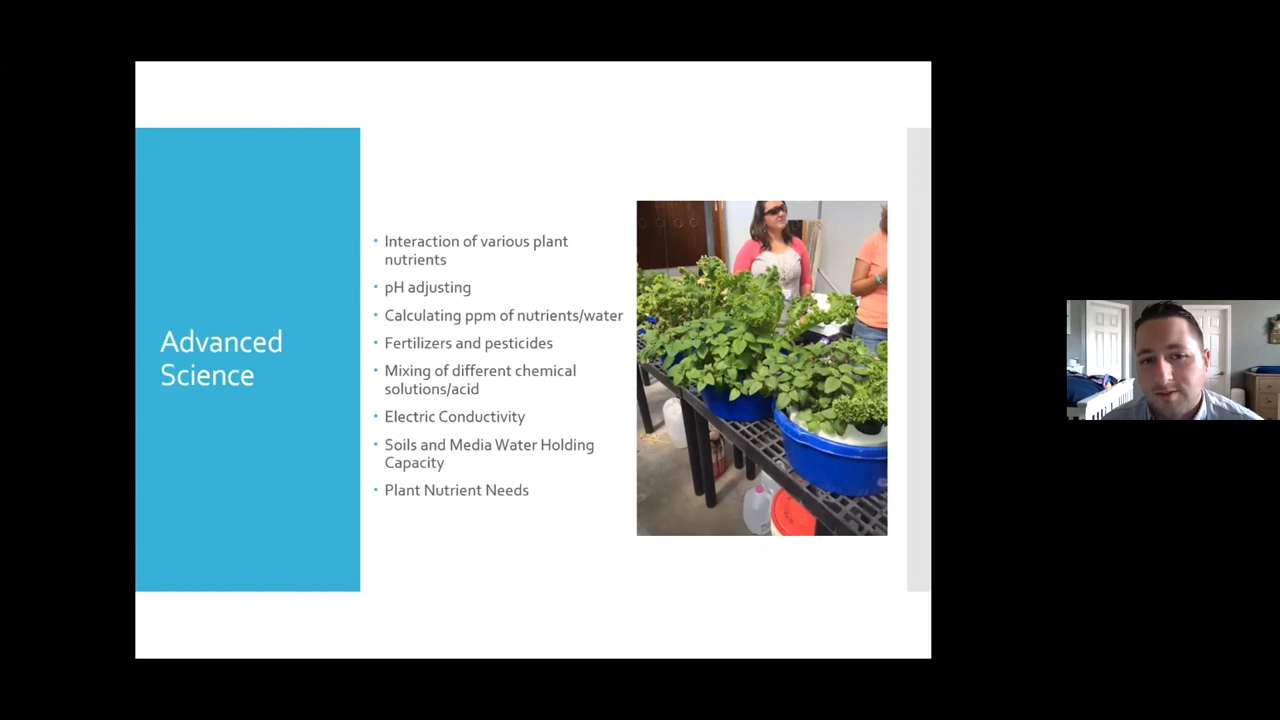 Advanced
Science
• Interaction of various plant
nutrients
• pH adjusting
• Calculating ppm of nutrients/water
• Fertilizers and pesticides
• Mixing of different chemical
solutions/acid
• Electric Conductivity
• Soils and Media Water Holding
Capacity
• Plant Nutrient Needs